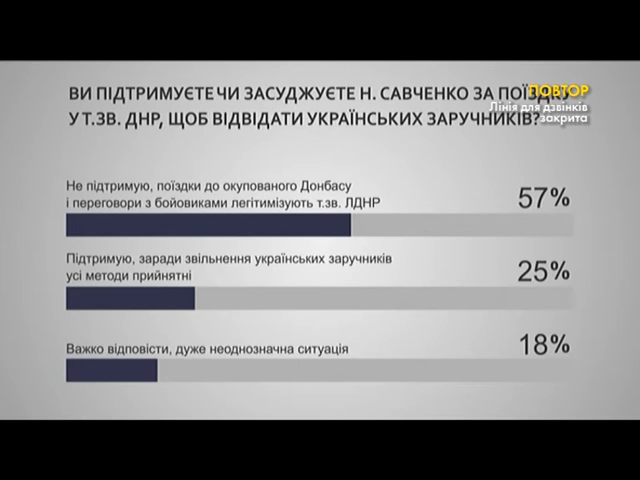 ВИ ПІДТРИМУЄТЕ ЧИ ЗАСУДЖУЄТЕ Н. САВЧЕНКО ЗА ПОЇЗДКУ
У Т.ЗВ. ДНР, ЩОБ ВІДВІДАТИ УКРАЇНСЬКИХ ЗАРУЧНИКІВ?
ПОВТОР
Лінія для дзвінків
закрита
Не підтримую, поїздки до окупованого Донбасу
і переговори з бойовиками легітимізують т.зв. ЛДНР
57%
Підтримую, заради звільнення українських заручників
усі методи прийнятні
25%
Важко відповісти, дуже неоднозначна ситуація
18%